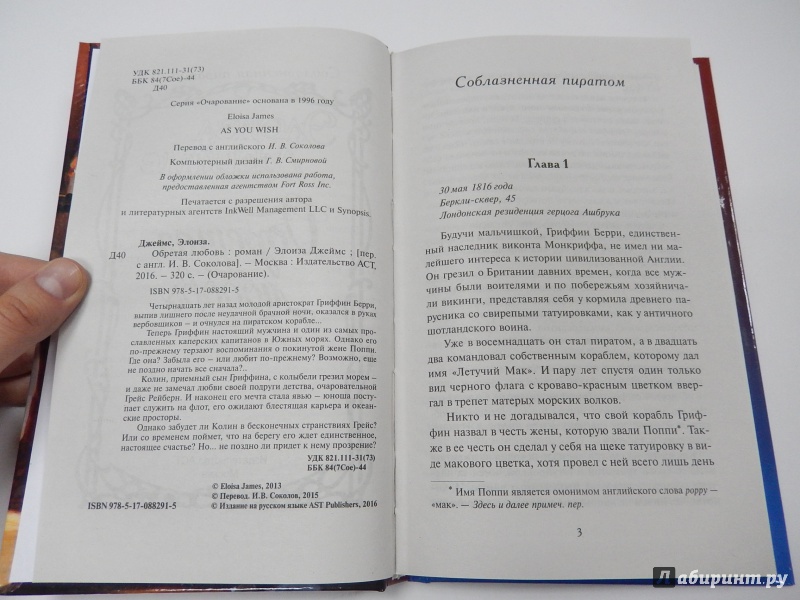 УДК 821.111-31(73)
ББК 84(7Сое)-44
Д40
Серия «Очарование» основана в 1996 году
Eloisa James
AS YOU WISH
Перевод с английского И. В. Соколова
Компьютерный дизайн Г. В. Смирновой
В оформлении обложки использована работа,
предоставленная агентством Fort Ross Inc.
Печатается с разрешения автора
и литературных агентств InkWell Management LLC и Synopsis.
Джеймс, Элоиза.
Д40 Обретая любовь : роман / Элоиза Джеймс ; [пер.
с англ. И. В. Соколова]. – Москва : Издательство АСТ,
2016. – 320 с. – (Очарование).
ISBN 978-5-17-088291-5
Четырнадцать лет назад молодой аристократ Гриффин Берри,
выпив лишнего после неудачной брачной ночи, оказался в руках
вербовщиков – и очнулся на пиратском корабле...
Теперь Гриффин настоящий мужчина и один из самых про-
славленных каперских капитанов в Южных морях. Однако его
по-прежнему терзают воспоминания о покинутой жене Поппи.
Где она? Забыла его – или любит по-прежнему? Возможно, еще
не поздно начать все сначала?..
Колин, приемный сын Гриффина, с колыбели грезил морем –
и даже не замечал любви своей подруги детства, очаровательной
Грейс Рейберн. И наконец его мечта стала явью – юноша посту-
пает служить на флот, его ожидают блестящая карьера и океан-
ские просторы.
Однако забудет ли Колин в бесконечных странствиях Грейс?
Или со временем поймет, что на берегу его ждет единственное,
настоящее счастье? Но... не поздно ли придет к нему прозрение?
УДК 821.111-31(73)
ББК 84(7Сое)-44
© Eloisa James, 2013
© Перевод. И.В. Соколов, 2015
ISBN 978-5-17-088291-5 © Издание на русском языке AST Publishers, 2016
Соблазненная пиратом
Глава 1
30 мая 1816 года
Беркли-сквер, 45
Лондонская резиденция герцога Ашбрука
Будучи мальчишкой, Гриффин Берри, единственный
наследник виконта Монкриффа, не имел ни ма-
лейшего интереса к истории цивилизованной Англии.
Он грезил о Британии давних времен, когда все муж-
чины были воителями и по побережьям хозяйнича-
ли викинги, представляя себя у кормила древнего па-
русника со свирепыми татуировками, как у античного
шотландского воина.
Уже в восемнадцать он стал пиратом, а в двадцать
два командовал собственным кораблем, которому дал
имя «Летучий Мак». И пару лет спустя один только
вид черного флага с кроваво-красным цветком ввер-
гал в трепет матерых морских волков.
Никто и не догадывался, что свой корабль Гриф-
фин назвал в честь жены, которую звали Поппи*. Так-
же в ее честь он сделал у себя на щеке татуировку в ви-
де макового цветка, хотя провел с ней всего лишь день
* Имя Поппи является омонимом английского слова poppy –
«мак». – Здесь и далее примеч. пер.
3
Лабиринт.ру